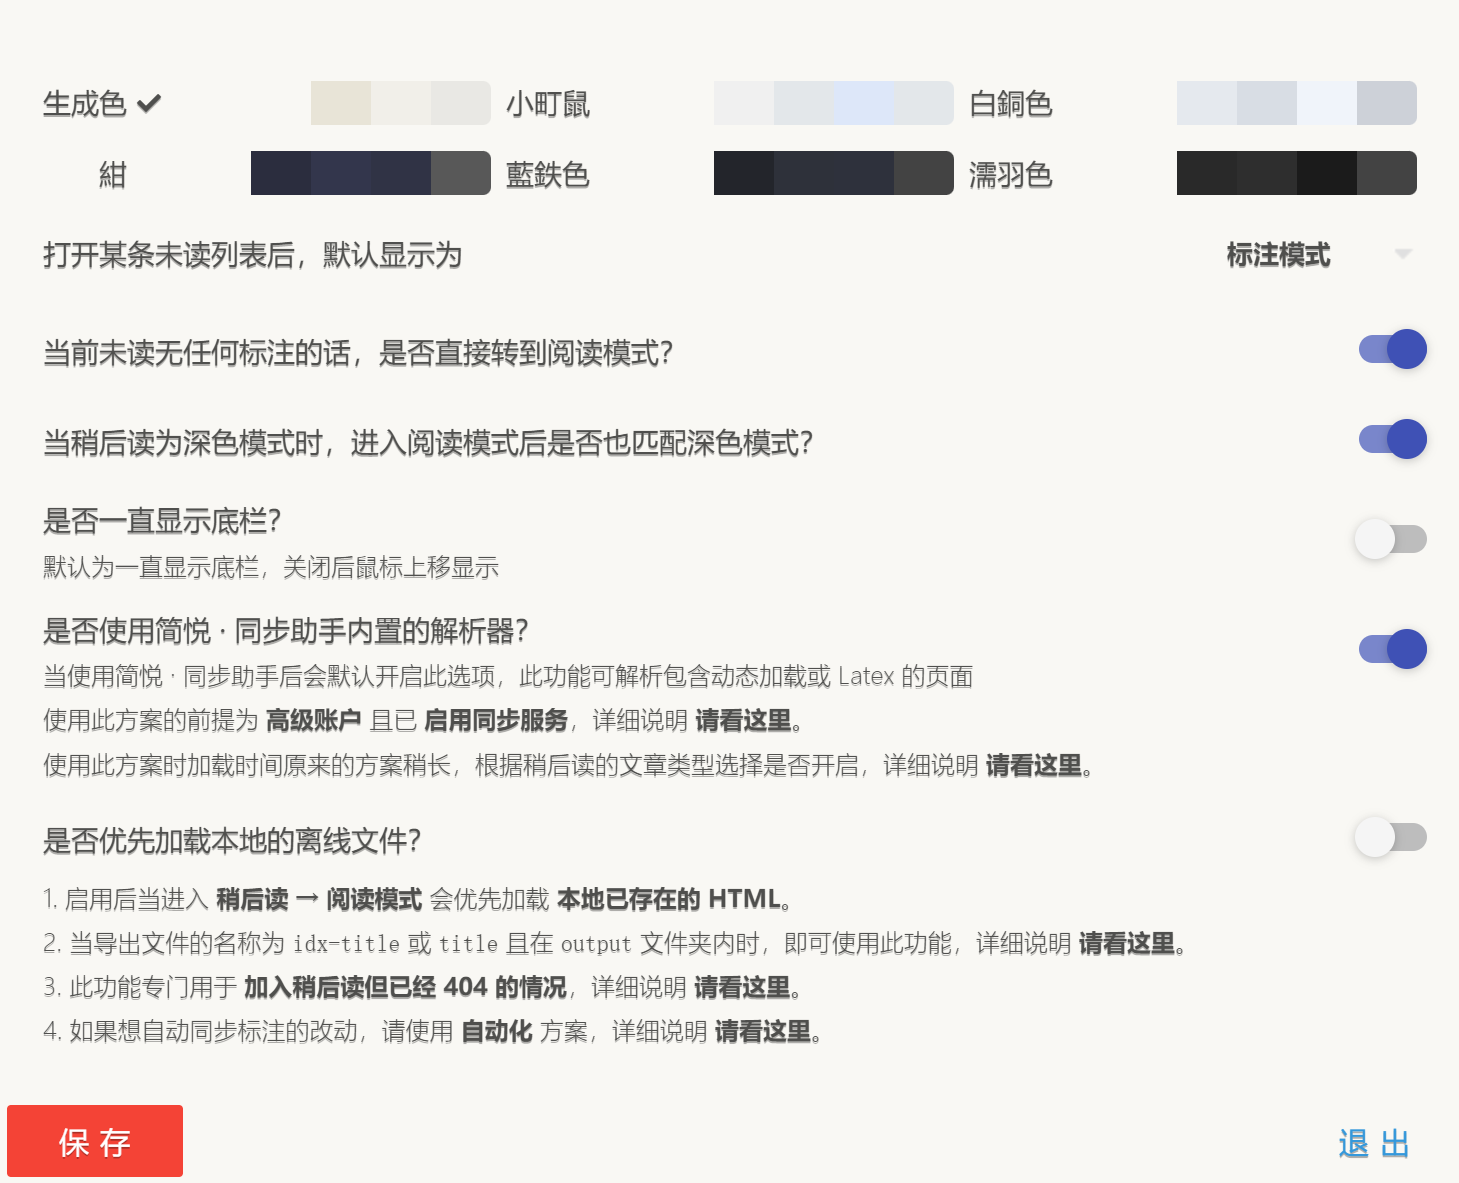 生成色 小町鼠 白銅色
紺 藍鉄色 濡羽色
打开某条未读列表后，默认显示为 标注模式
当前未读无任何标注的话，是否直接转到阅读模式？
当稍后读为深色模式时，进入阅读模式后是否也匹配深色模式？
是否一直显示底栏？
默认为一直显示底栏，关闭后鼠标上移显示
是否使用简悦 · 同步助手内置的解析器？
当使用简悦 · 同步助手后会默认开启此选项，此功能可解析包含动态加载或 Latex 的页面
使用此方案的前提为 高级账户 且已 启用同步服务，详细说明 请看这里。
使用此方案时加载时间原来的方案稍长，根据稍后读的文章类型选择是否开启，详细说明 请看这里。
是否优先加载本地的离线文件？
1. 启用后当进入 稍后读 → 阅读模式 会优先加载 本地已存在的 HTML。
2. 当导出文件的名称为 idx-title 或 title 且在 output 文件夹内时，即可使用此功能，详细说明 请看这里。
3. 此功能专门用于 加入稍后读但已经 404 的情况，详细说明 请看这里。
4. 如果想自动同步标注的改动，请使用 自动化 方案，详细说明 请看这里。
保 存 退 出